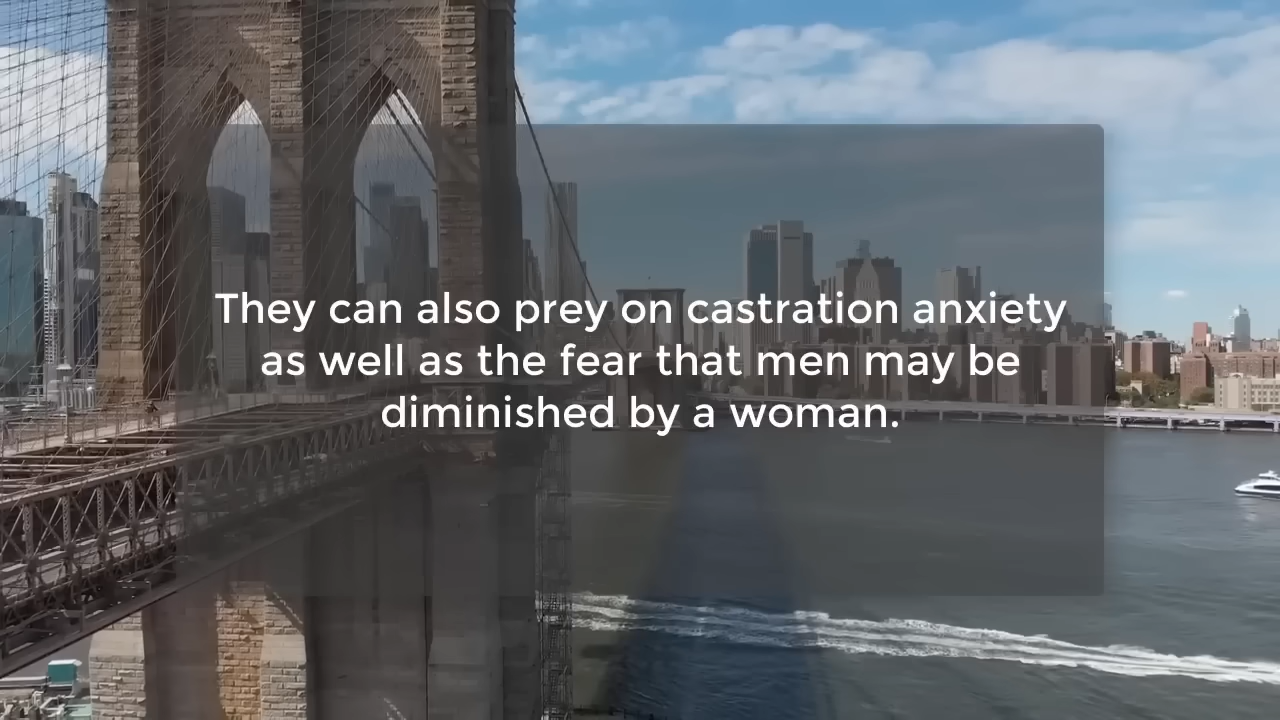 They can also prey on castration anxiety
as well as the fear that men may be
diminished by a woman.